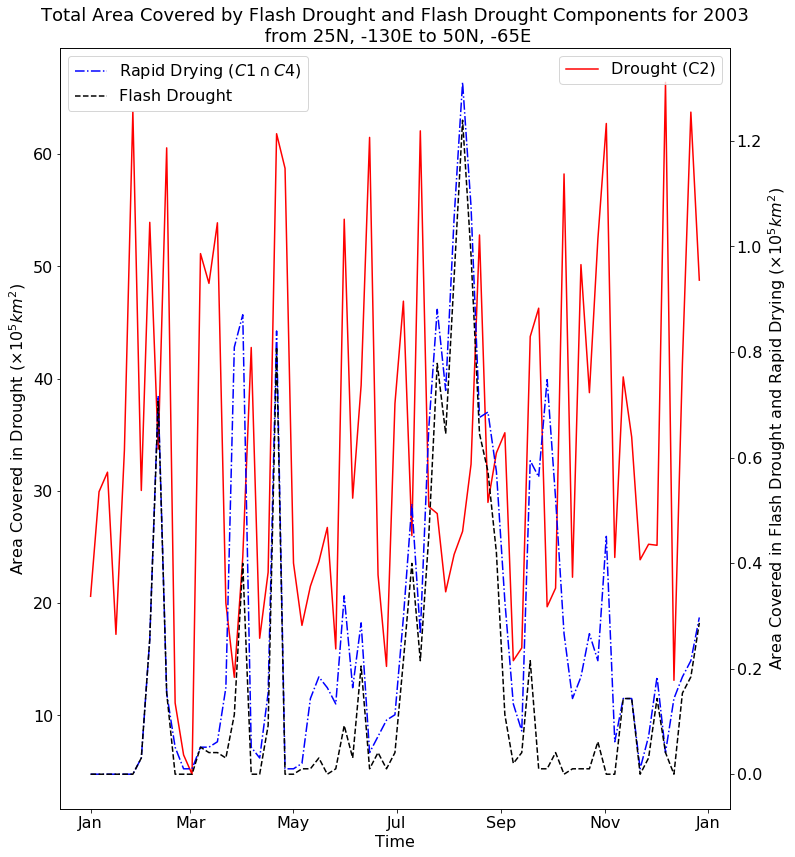 Total Area Covered by Flash Drought and Flash Drought Components for 2003
from 25N, -130E to 50N, -65E
Rapid Drying (C1 ∩ C4)
Flash Drought
Drought (C2)
Area Covered in Drought (×10⁵km²)
60
50
40
30
20
10
Area Covered in Flash Drought and Rapid Drying (×10⁵km²)
1.2
1.0
0.8
0.6
0.4
0.2
0.0
Jan Mar May Jul Sep Nov Jan
Time